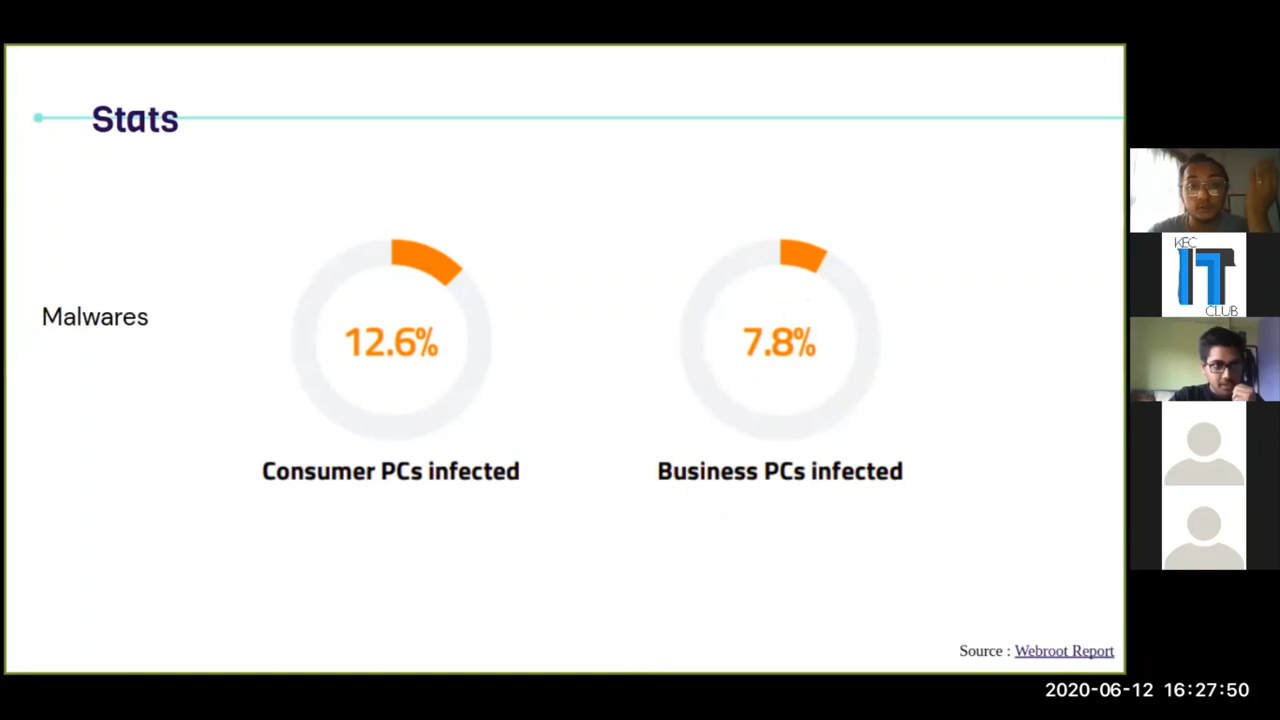 Stats
Malwares
12.6%
7.8%
Consumer PCs infected
Business PCs infected
Source : Webroot Report
KEC
IT
CLUB
2020-06-12 16:27:50